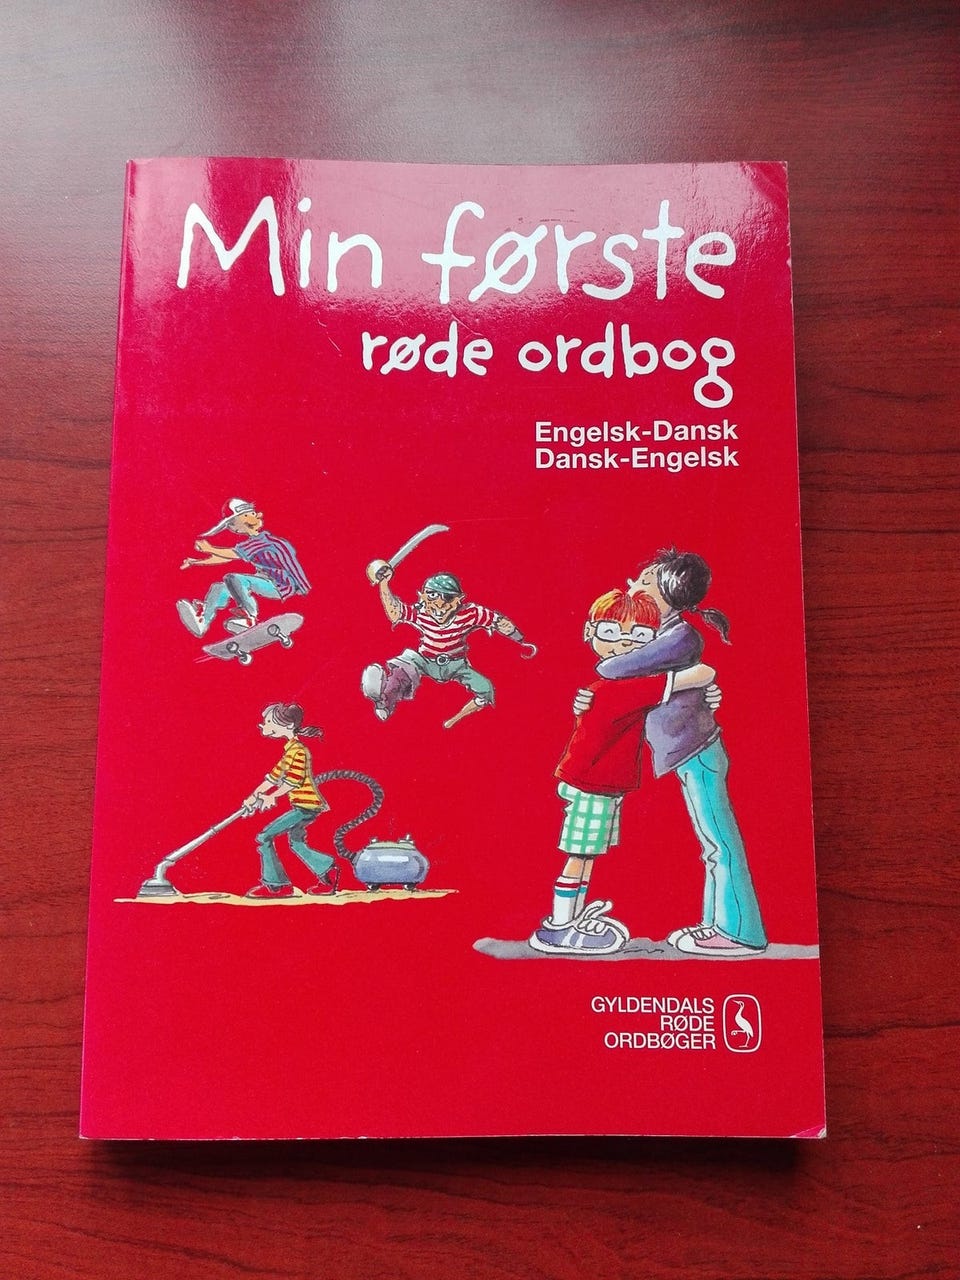 Min første
røde ordbog
Engelsk-Dansk
Dansk-Engelsk
GYLDENDALS
RØDE
ORDBØGER